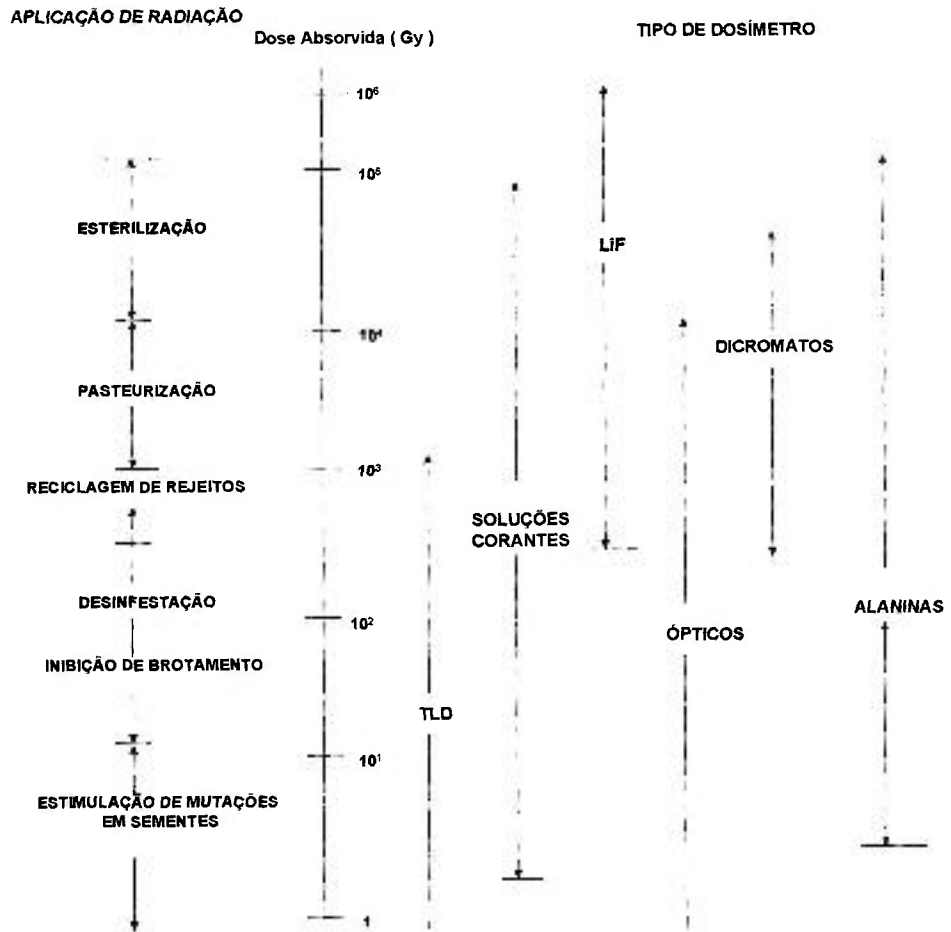 APLICAÇÃO DE RADIAÇÃO
Dose Absorvida ( Gy )
TIPO DE DOSÍMETRO
10⁶
10⁵
ESTERILIZAÇÃO
LiF
10⁴
DICROMATOS
PASTEURIZAÇÃO
10³
RECICLAGEM DE REJEITOS
SOLUÇÕES
CORANTES
DESINFESTAÇÃO
10²
ALANINAS
ÓPTICOS
INIBIÇÃO DE BROTAMENTO
TLD
10¹
ESTIMULAÇÃO DE MUTAÇÕES
EM SEMENTES
1